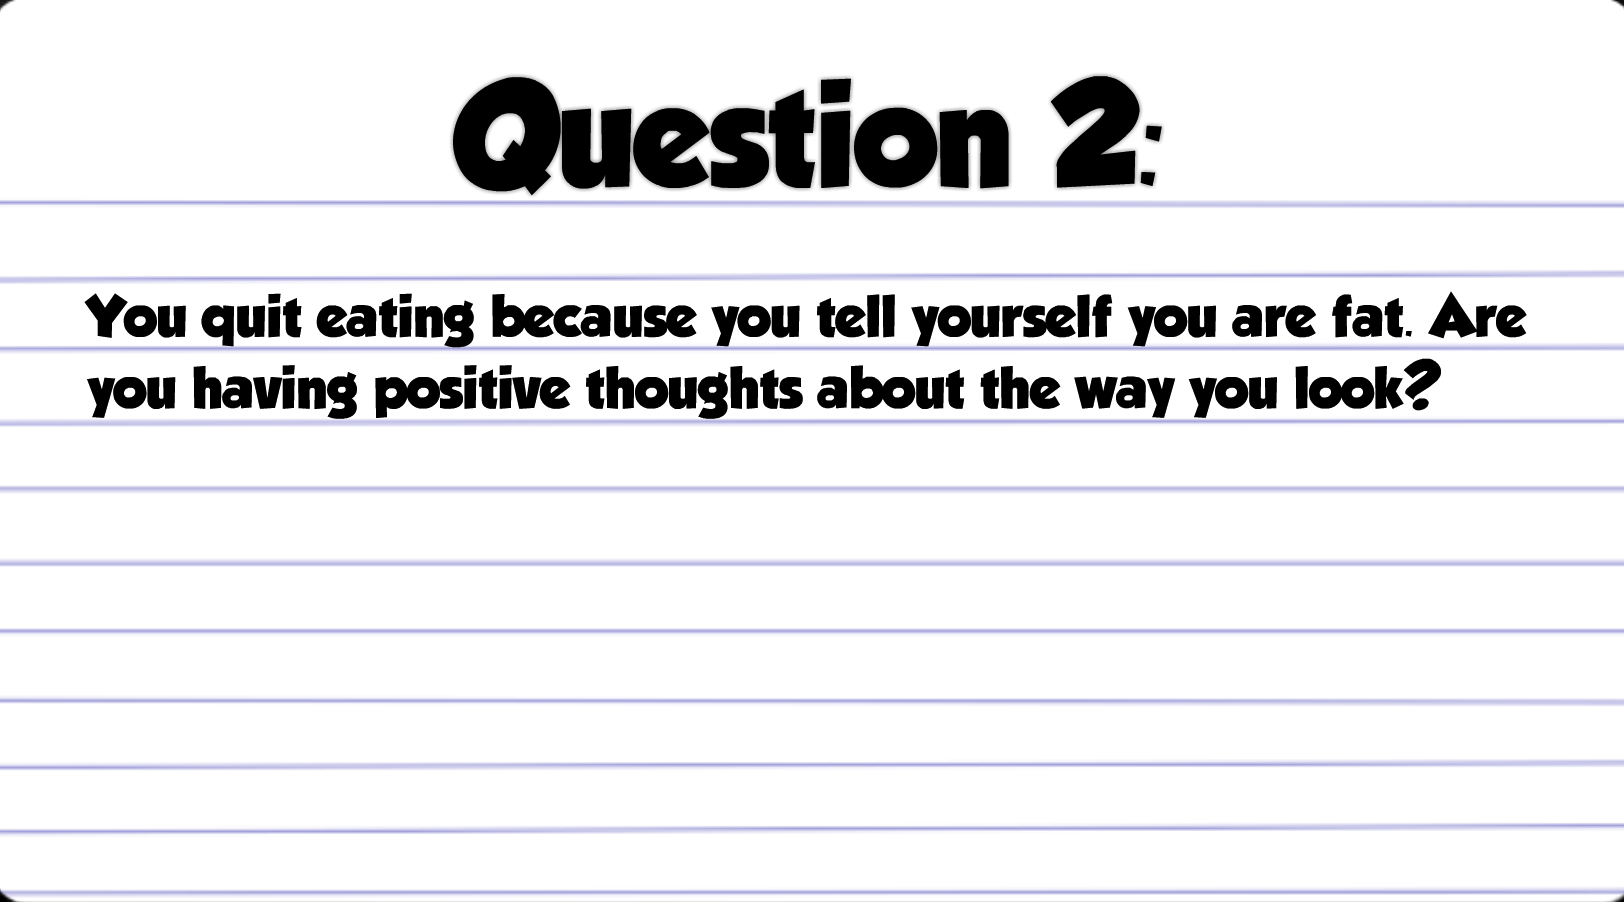 Question 2:
You quit eating because you tell yourself you are fat. Are
you having positive thoughts about the way you look?